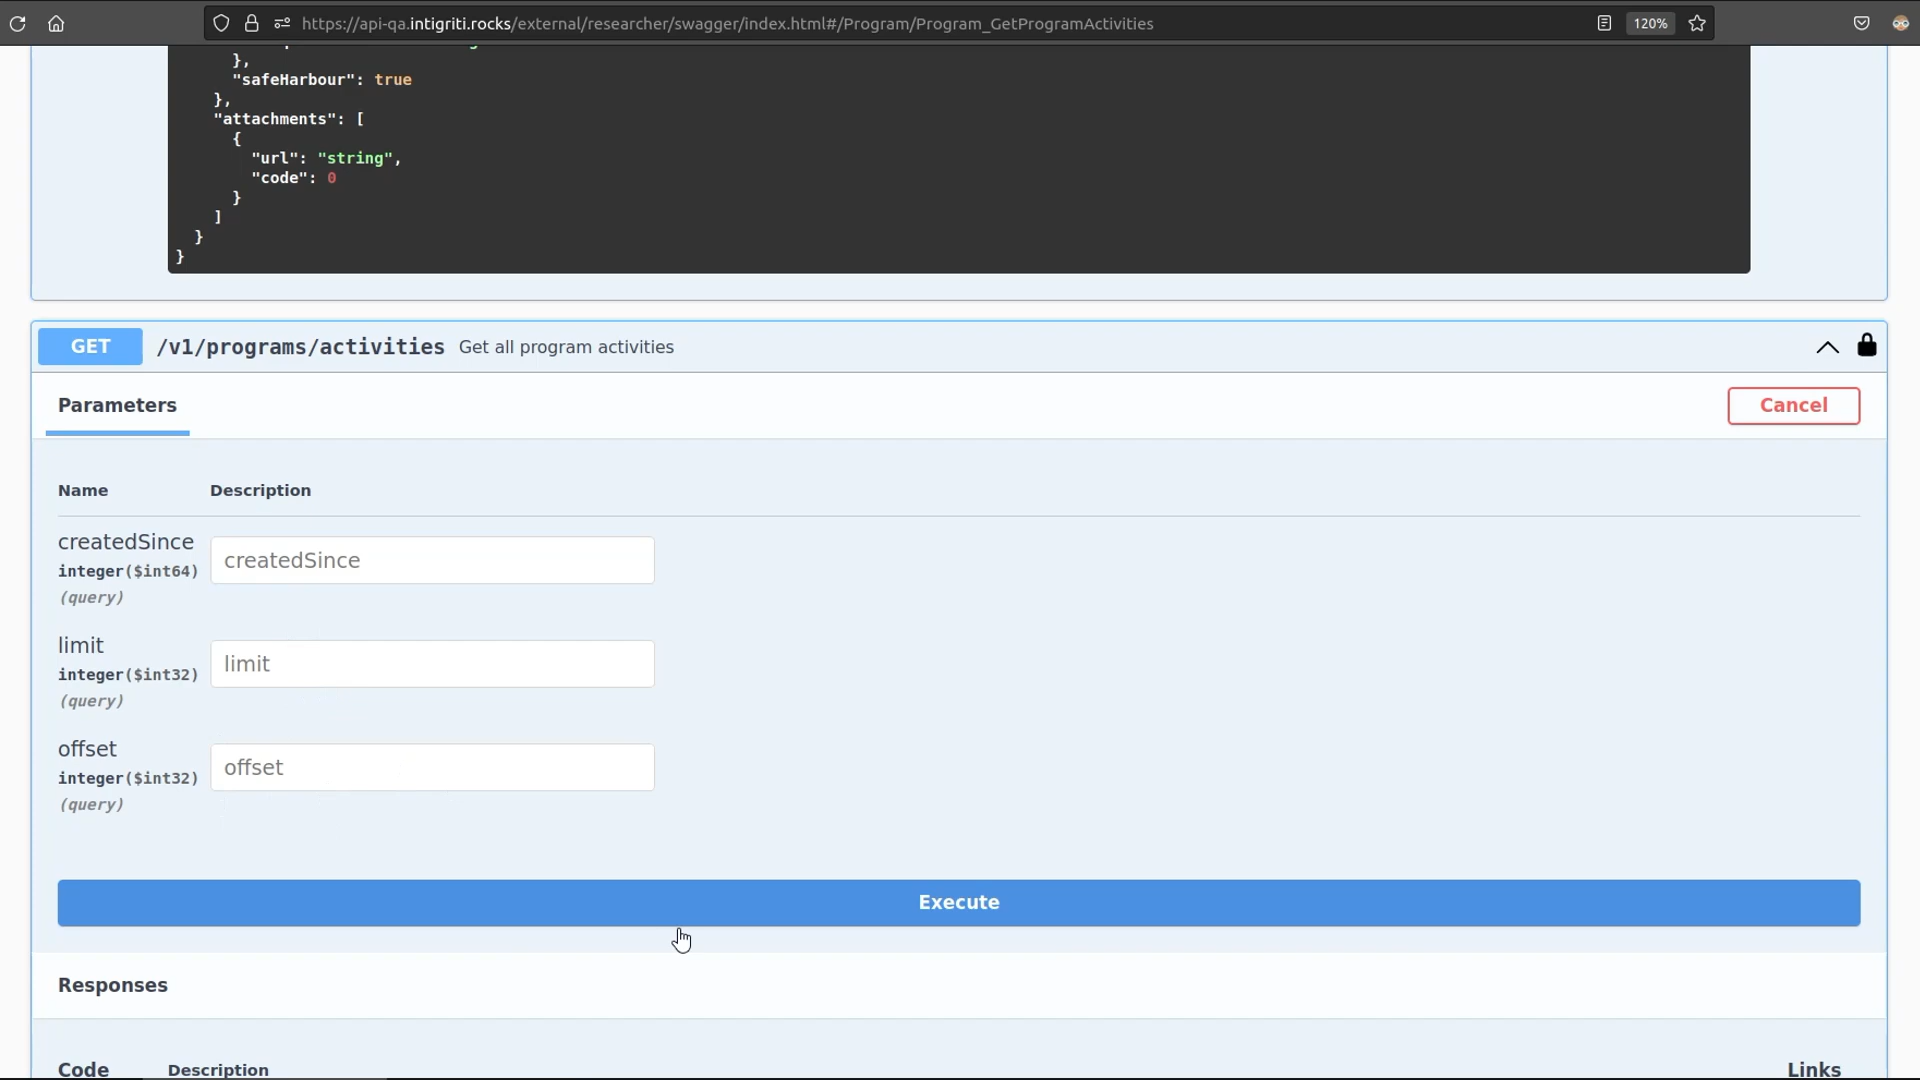 https://api-qa.intigriti.rocks/external/researcher/swagger/index.html#/Program/Program_GetProgramActivities
120%
},
"safeHarbour": true
},
"attachments": [
{
"url": "string",
"code": 0
}
]
}
}
GET /v1/programs/activities Get all program activities
Parameters
Cancel
Name Description
createdSince
integer($int64)
(query)
createdSince
limit
integer($int32)
(query)
limit
offset
integer($int32)
(query)
offset
Execute
Responses
Code Description Links